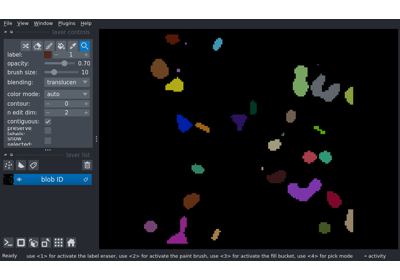 File View Window Plugins Help
layer controls
label: 1
opacity: 0.70
brush size: 10
blending: translucen
color mode: auto
contour: 0
n edit dim: 2
contiguous:
preserve labels:
show selected:
layer list
blob ID
Ready use <1> for activate the label eraser, use <2> for activate the paint brush, use <3> for activate the fill bucket, use <4> for pick mode activity